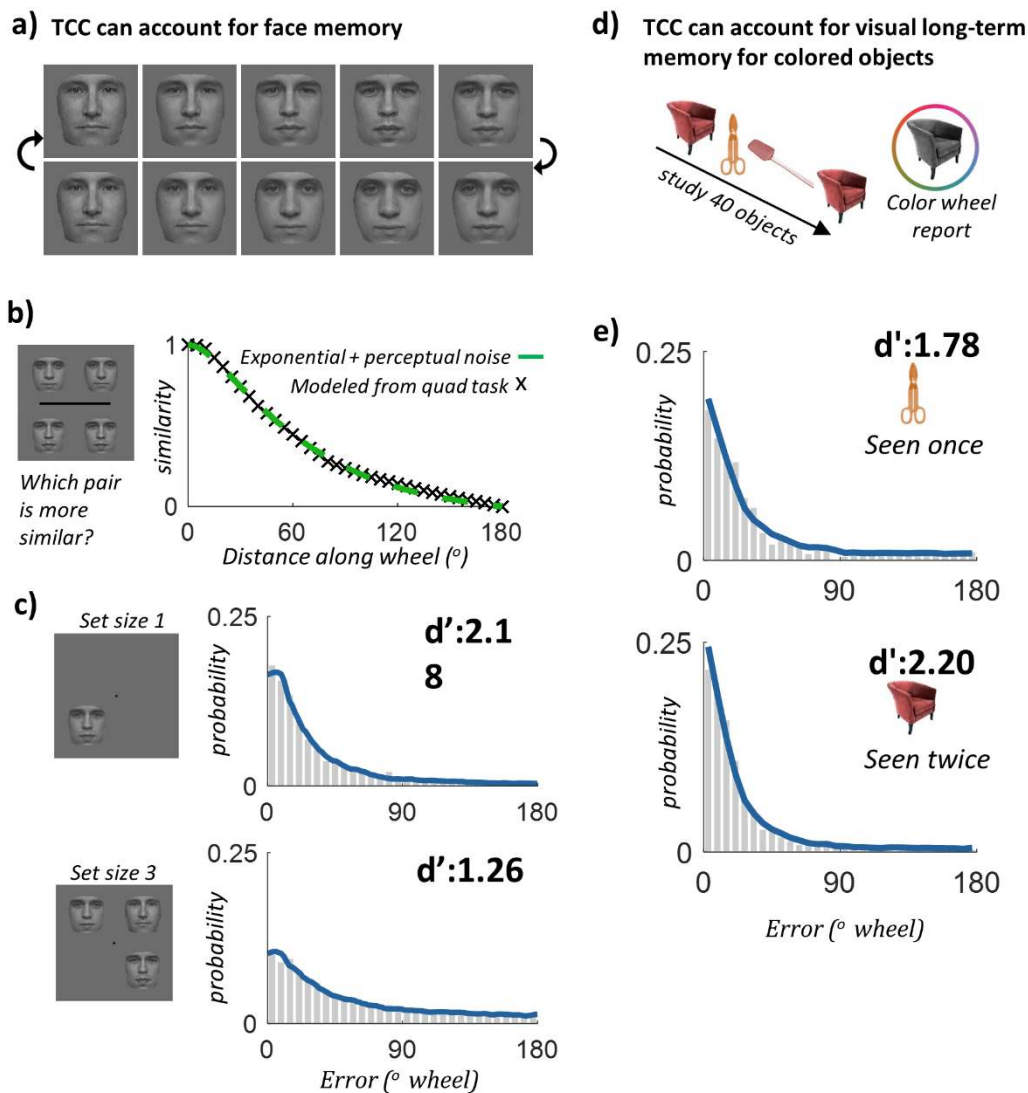 a) TCC can account for face memory
b)
Which pair
is more
similar?
1
similarity
0
Exponential + perceptual noise
Modeled from quad task X
0 60 120 180
Distance along wheel (°)
c)
Set size 1
0.25
probability
0
d’:2.1
8
0 90 180
Set size 3
0.25
probability
0
d’:1.26
0 90 180
Error (° wheel)
d) TCC can account for visual long-term
memory for colored objects
study 40 objects
Color wheel
report
e)
0.25
probability
0
d':1.78
Seen once
0 90 180
0.25
probability
0
d':2.20
Seen twice
0 90 180
Error (° wheel)